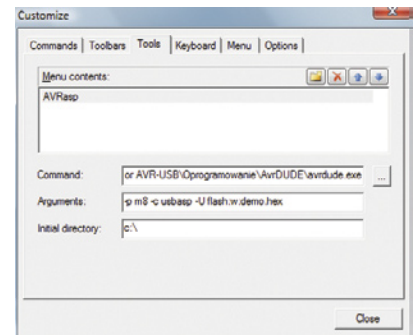 Customize
Commands Toolbars Tools Keyboard Menu Options
Menu contents:
AVRasp
Command: or AVR-USB\Oprogramowanie\AvrDUDE\avrdude.exe ...
Arguments: -p m8 -c usbasp -U flash:w:demo.hex
Initial directory: c:\
Close